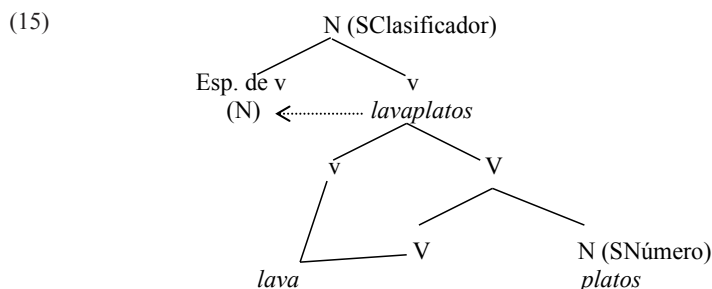 (15) N (SClasificador)
Esp. de v v
(N) lavaplatos
v V
V N (SNúmero)
lava platos